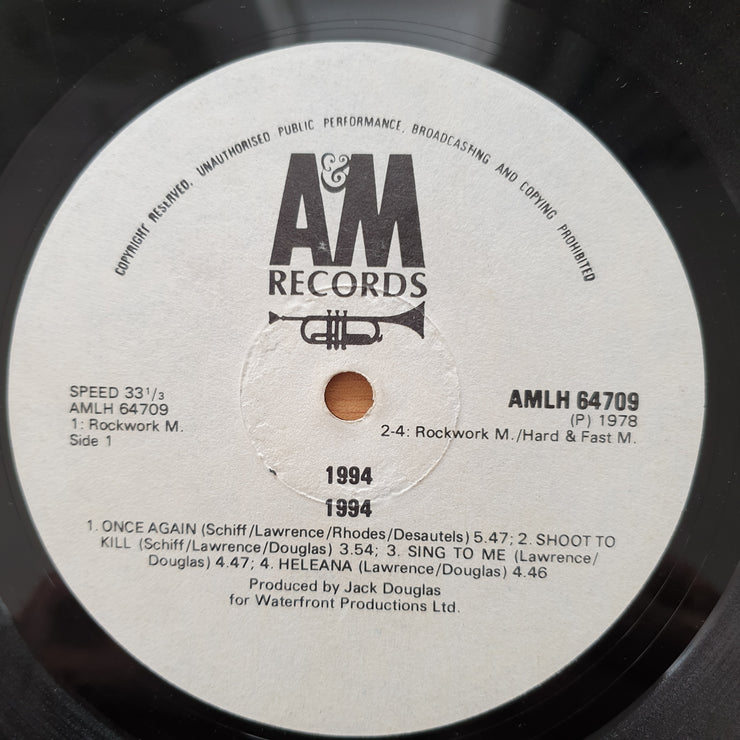 COPYRIGHT RESERVED. UNAUTHORISED PUBLIC PERFORMANCE, BROADCASTING AND COPYING PROHIBITED
A&M
RECORDS
SPEED 33 1/3
AMLH 64709
1: Rockwork M.
Side 1
AMLH 64709
(P) 1978
2-4: Rockwork M./Hard & Fast M.
1994
1994
1. ONCE AGAIN (Schiff/Lawrence/Rhodes/Desautels) 5.47; 2. SHOOT TO
KILL (Schiff/Lawrence/Douglas) 3.54; 3. SING TO ME (Lawrence/
Douglas) 4.47; 4. HELEANA (Lawrence/Douglas) 4.46
Produced by Jack Douglas
for Waterfront Productions Ltd.